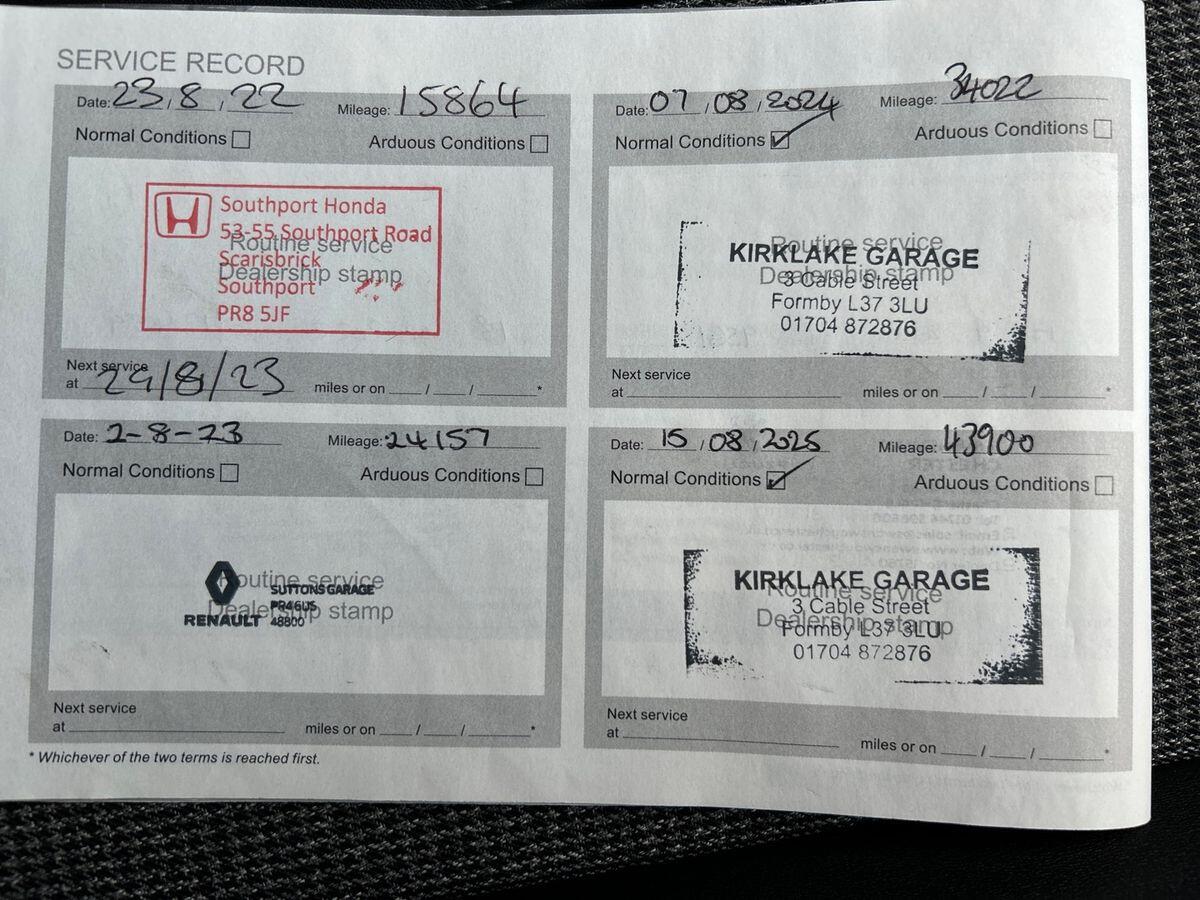 SERVICE RECORD
Date: 23 / 8 / 22 Mileage: 15864
Normal Conditions Arduous Conditions
Southport Honda
53-55 Southport Road
Routine service
Scarisbrick
Dealership stamp
Southport
PR8 5JF
Next service
at 29/8/23 miles or on / / *
Date: 2-8-23 Mileage: 24157
Normal Conditions Arduous Conditions
Routine service
SUTTONS GARAGE
PR4 6US
Dealership stamp
RENAULT 48800
Next service
at miles or on / / *
* Whichever of the two terms is reached first.
Date: 07 / 08 / 2024 Mileage: 34022
Normal Conditions Arduous Conditions
Routine service
KIRKLAKE GARAGE
Dealership stamp
3 Cable Street
Formby L37 3LU
01704 872876
Next service
at miles or on / / *
Date: 15 / 08 / 2025 Mileage: 43900
Normal Conditions Arduous Conditions
KIRKLAKE GARAGE
Routine service
3 Cable Street
Dealership stamp
Formby L37 3LU
01704 872876
Next service
at miles or on / / *